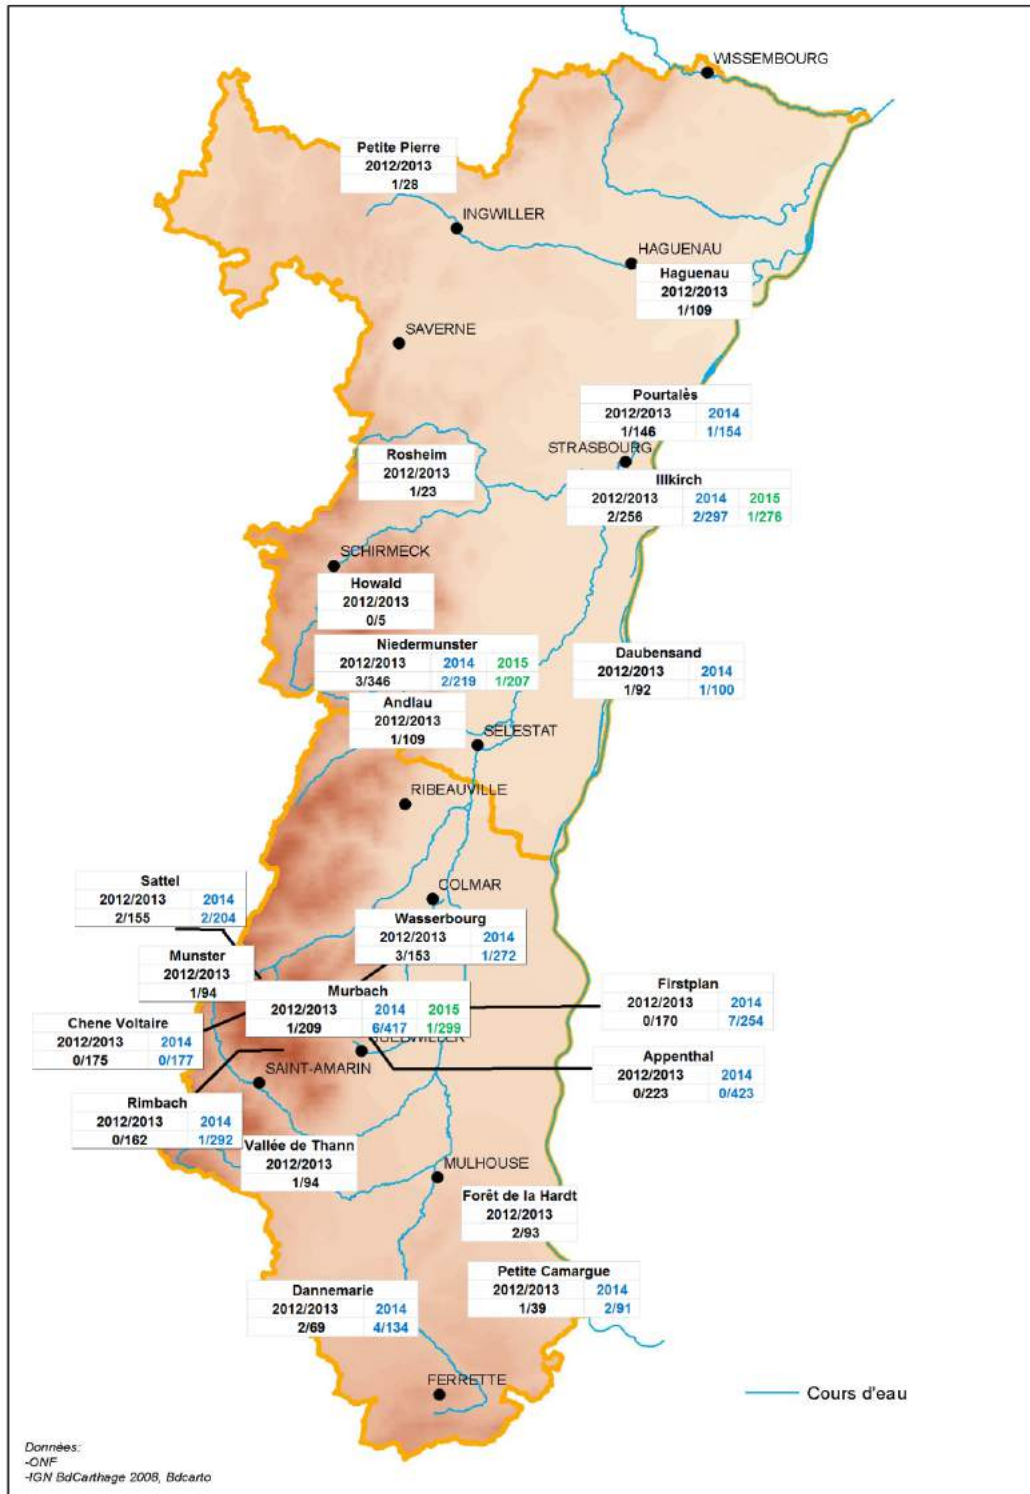 WISSEMBOURG
Petite Pierre
2012/2013
1/28
INGWILLER
HAGUENAU
Haguenau
2012/2013
1/109
SAVERNE
Pourtalès
2012/2013 2014
1/146 1/154
STRASBOURG
Rosheim
2012/2013
1/23
Illkirch
2012/2013 2014 2015
2/256 2/297 1/276
SCHIRMECK
Howald
2012/2013
0/5
Niedermunster
2012/2013 2014 2015
3/346 2/219 1/207
Daubensand
2012/2013 2014
1/92 1/100
Andlau
2012/2013
1/109
SELESTAT
RIBEAUVILLE
Sattel
2012/2013 2014
2/155 2/204
COLMAR
Wasserbourg
2012/2013 2014
3/153 1/272
Munster
2012/2013
1/94
Murbach
2012/2013 2014 2015
1/209 6/417 1/299
Firstplan
2012/2013 2014
0/170 7/254
Chene Voltaire
2012/2013 2014
0/175 0/177
GUEBWILLER
Appenthal
2012/2013 2014
0/223 0/423
SAINT-AMARIN
Rimbach
2012/2013 2014
0/162 1/292
Vallée de Thann
2012/2013
1/94
MULHOUSE
Forêt de la Hardt
2012/2013
2/93
Petite Camargue
2012/2013 2014
1/39 2/91
Dannemarie
2012/2013 2014
2/69 4/134
FERRETTE
Cours d'eau
Données:
-ONF
-IGN BdCarthage 2008, Bdcarto